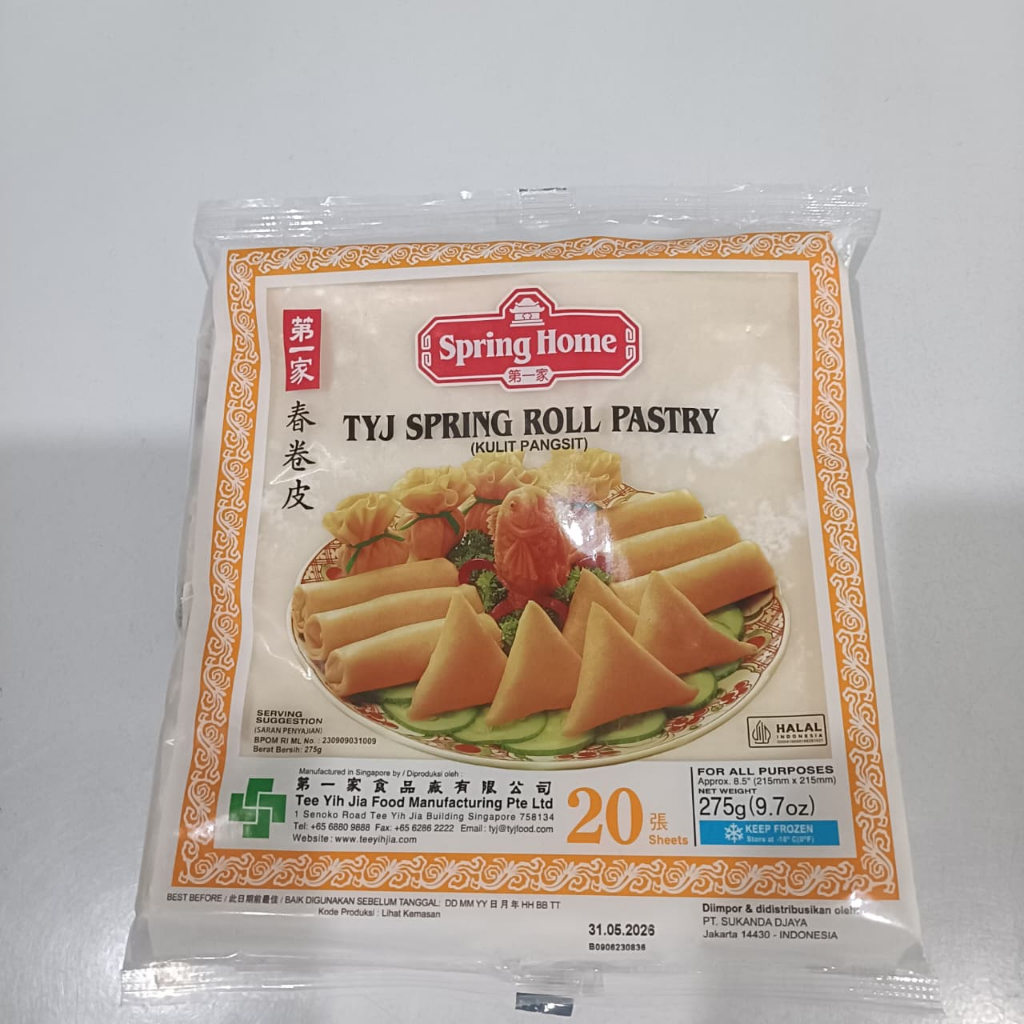 Spring Home
第一家
第一家
春卷皮
TYJ SPRING ROLL PASTRY
(KULIT PANGSIT)
SERVING
SUGGESTION
(SARAN PENYAJIAN)
BPOM RI ML No. : 230909031009
Berat Bersih: 275g
HALAL
INDONESIA
Manufactured in Singapore by / Diproduksi oleh :
第一家食品廠有限公司
Tee Yih Jia Food Manufacturing Pte Ltd
1 Senoko Road Tee Yih Jia Building Singapore 758134
Tel: +65 6880 9888 Fax: +65 6286 2222 Email : tyj@tyjfood.com
Website : www.teeyihjia.com
20 張
Sheets
FOR ALL PURPOSES
Approx. 8.5" (215mm x 215mm)
NET WEIGHT
275g (9.7oz)
KEEP FROZEN
Store at -18° C(0°F)
BEST BEFORE / 此日期前最佳 / BAIK DIGUNAKAN SEBELUM TANGGAL: DD MM YY 日 月 年 HH BB TT
Kode Produksi : Lihat Kemasan
31.05.2026
B0906230836
Diimpor & didistribusikan oleh:
PT. SUKANDA DJAYA
Jakarta 14430 - INDONESIA